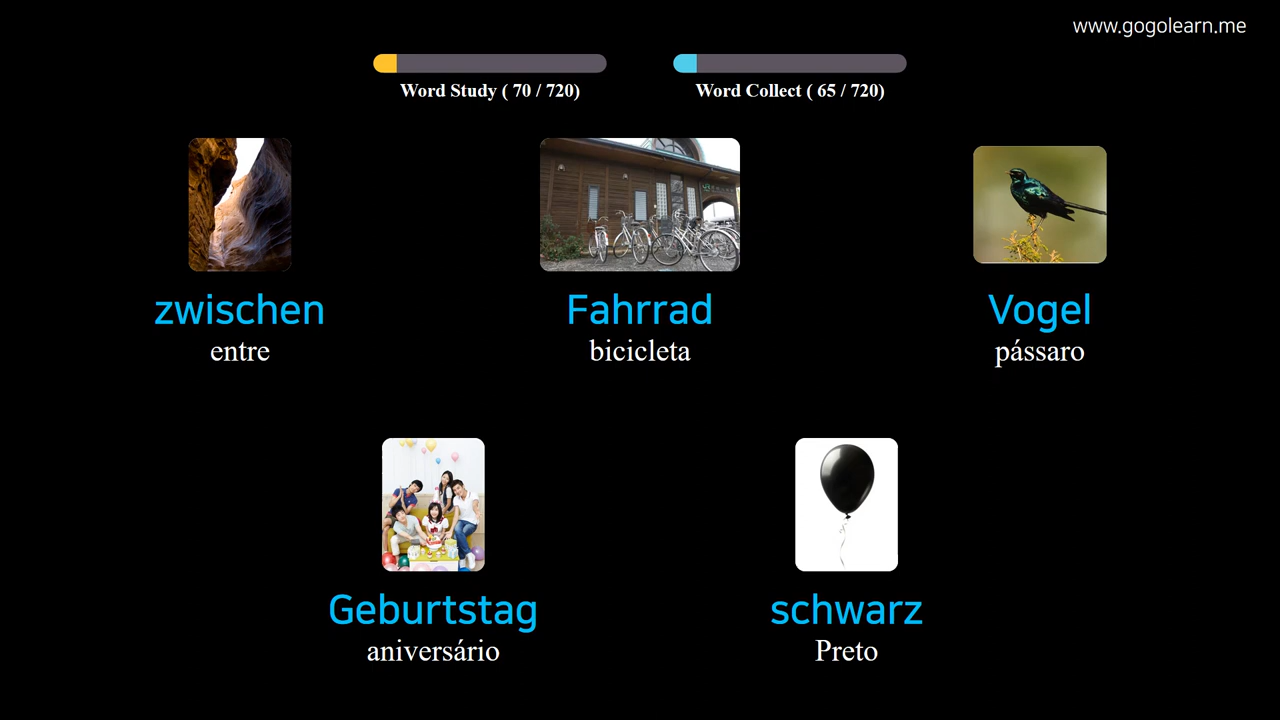 www.gogolearn.me
Word Study ( 70 / 720)
Word Collect ( 65 / 720)
zwischen
entre
Fahrrad
bicicleta
Vogel
pássaro
Geburtstag
aniversário
schwarz
Preto